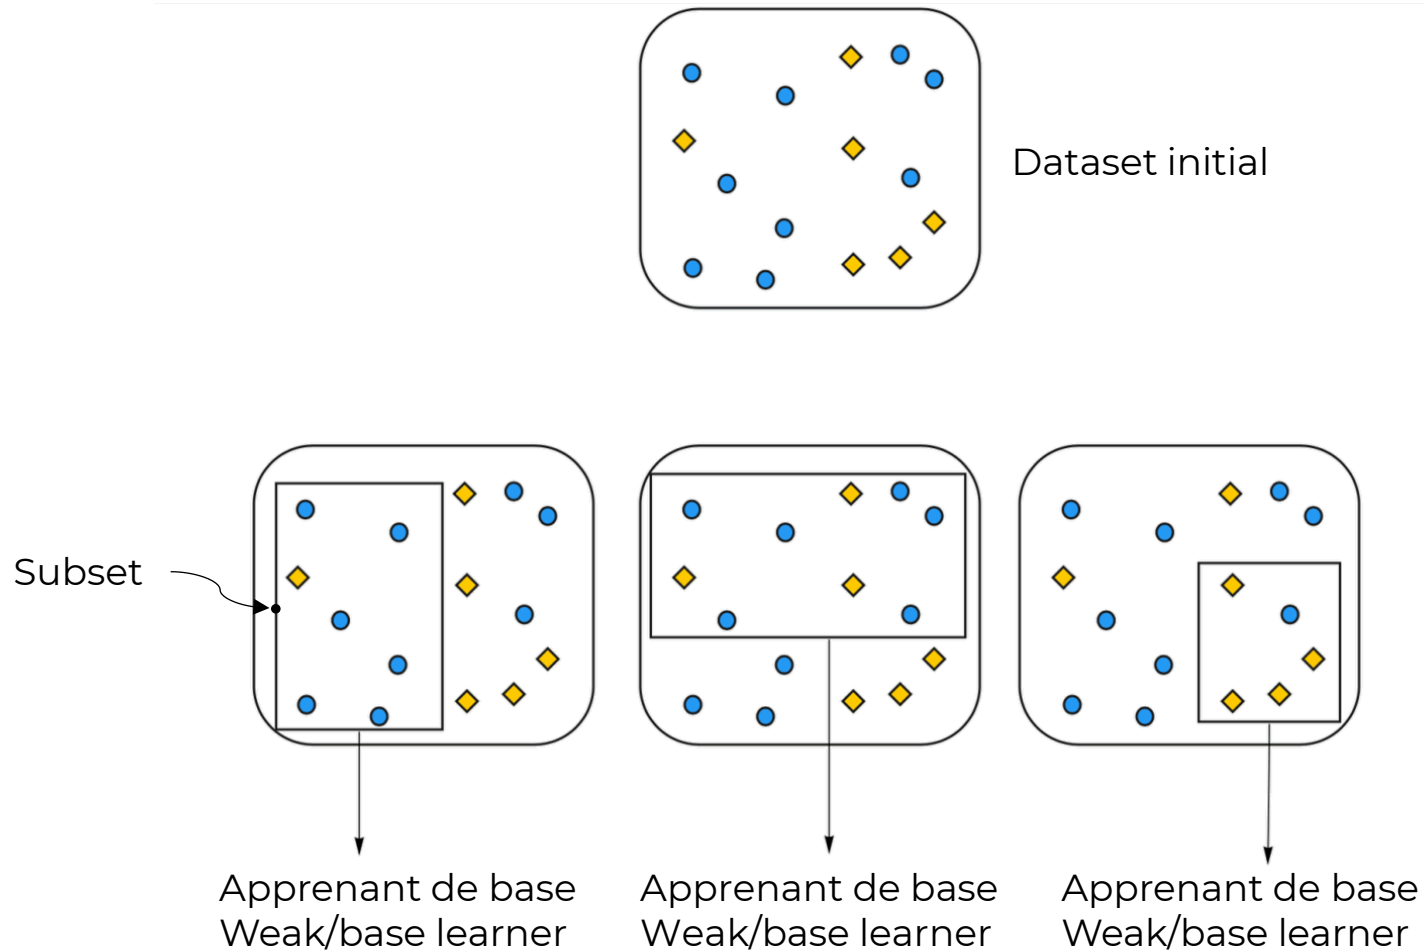 Dataset initial
Subset
Apprenant de base
Weak/base learner
Apprenant de base
Weak/base learner
Apprenant de base
Weak/base learner